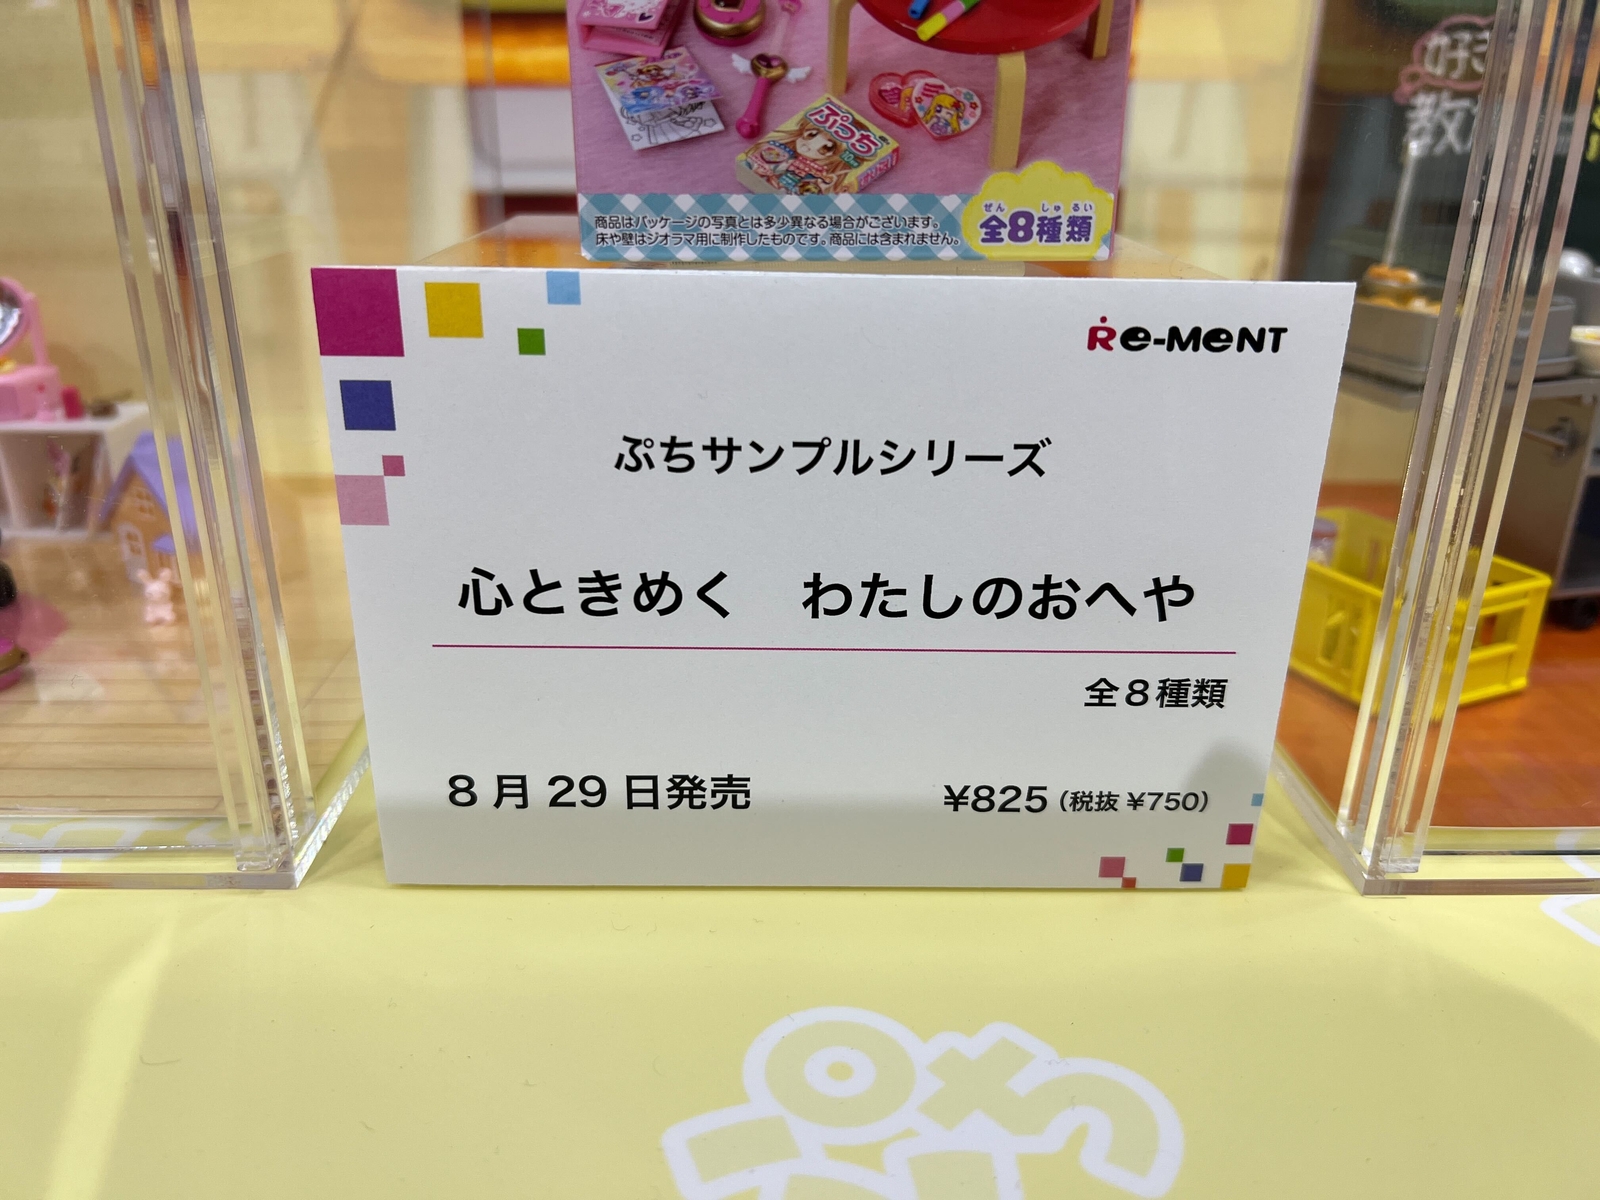 好き
教
ぷっち
商品はパッケージの写真とは多少異なる場合がございます。
床や壁はジオラマ用に制作したものです。商品には含まれません。
ぜん しゅ るい
全8種類
Re-MeNT
ぷちサンプルシリーズ
心ときめく わたしのおへや
全8種類
8月29日発売
¥825(税抜 ¥750)